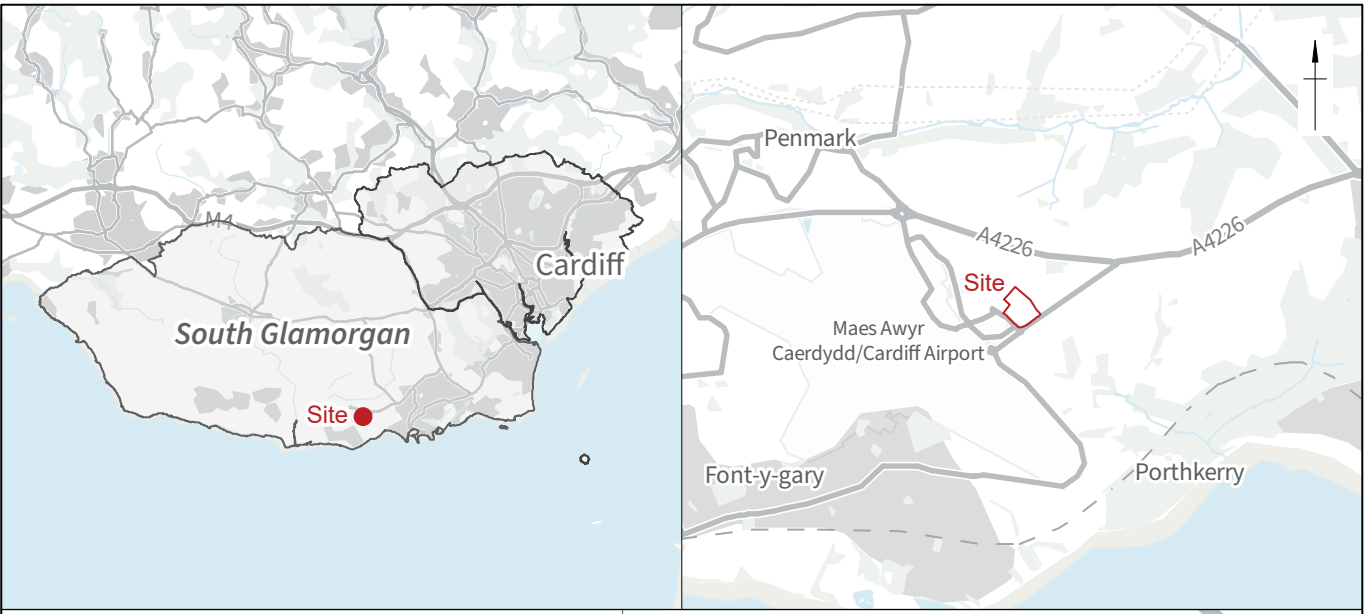 M4
Cardiff
South Glamorgan
Site
Penmark
A4226
A4226
Site
Maes Awyr
Caerdydd/Cardiff Airport
Font-y-gary
Porthkerry